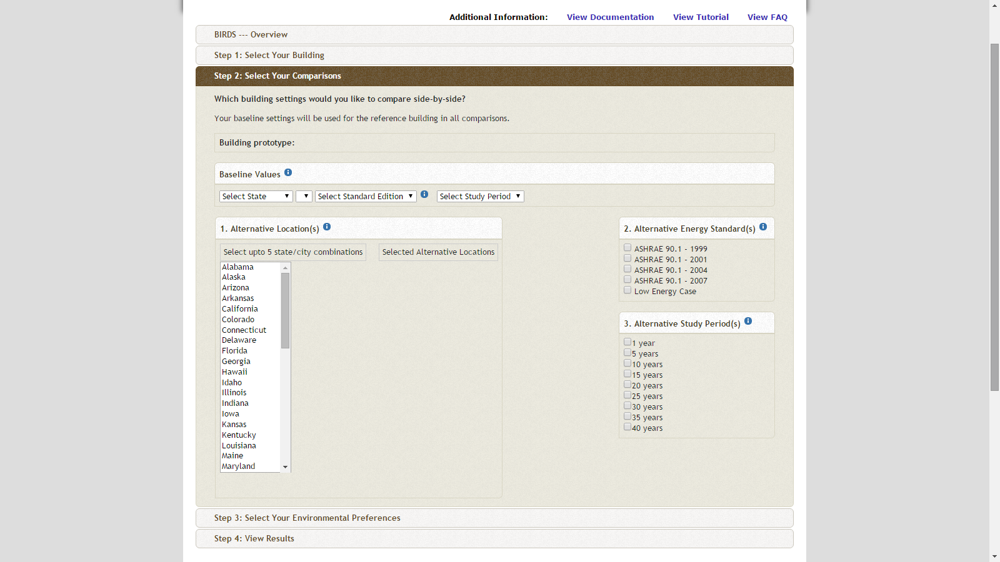 Additional Information: View Documentation View Tutorial View FAQ
BIRDS --- Overview
Step 1: Select Your Building
Step 2: Select Your Comparisons
Which building settings would you like to compare side-by-side?
Your baseline settings will be used for the reference building in all comparisons.
Building prototype:
Baseline Values
Select State Select Standard Edition Select Study Period
1. Alternative Location(s)
Select upto 5 state/city combinations Selected Alternative Locations
Alabama
Alaska
Arizona
Arkansas
California
Colorado
Connecticut
Delaware
Florida
Georgia
Hawaii
Idaho
Illinois
Indiana
Iowa
Kansas
Kentucky
Louisiana
Maine
Maryland
2. Alternative Energy Standard(s)
ASHRAE 90.1 - 1999
ASHRAE 90.1 - 2001
ASHRAE 90.1 - 2004
ASHRAE 90.1 - 2007
Low Energy Case
3. Alternative Study Period(s)
1 year
5 years
10 years
15 years
20 years
25 years
30 years
35 years
40 years
Step 3: Select Your Environmental Preferences
Step 4: View Results